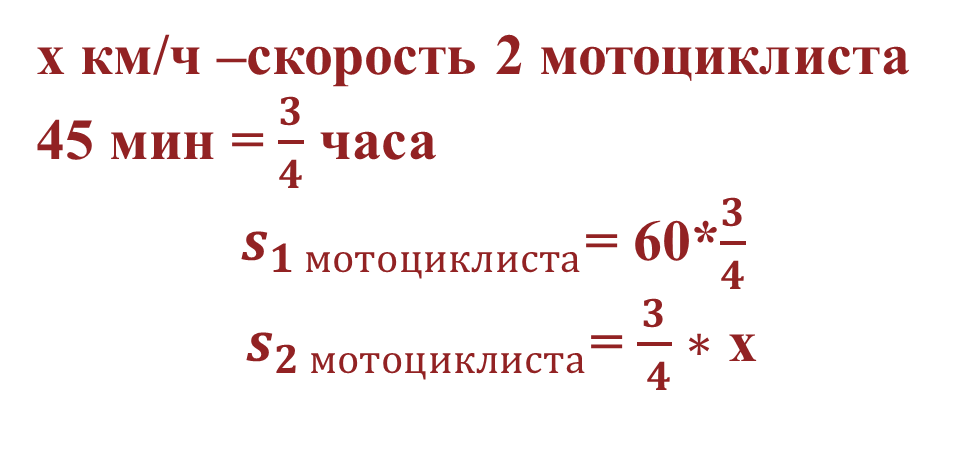 х км/ч –скорость 2 мотоциклиста
45 мин = 3/4 часа
s1 мотоциклиста= 60*3/4
s2 мотоциклиста= 3/4 * х